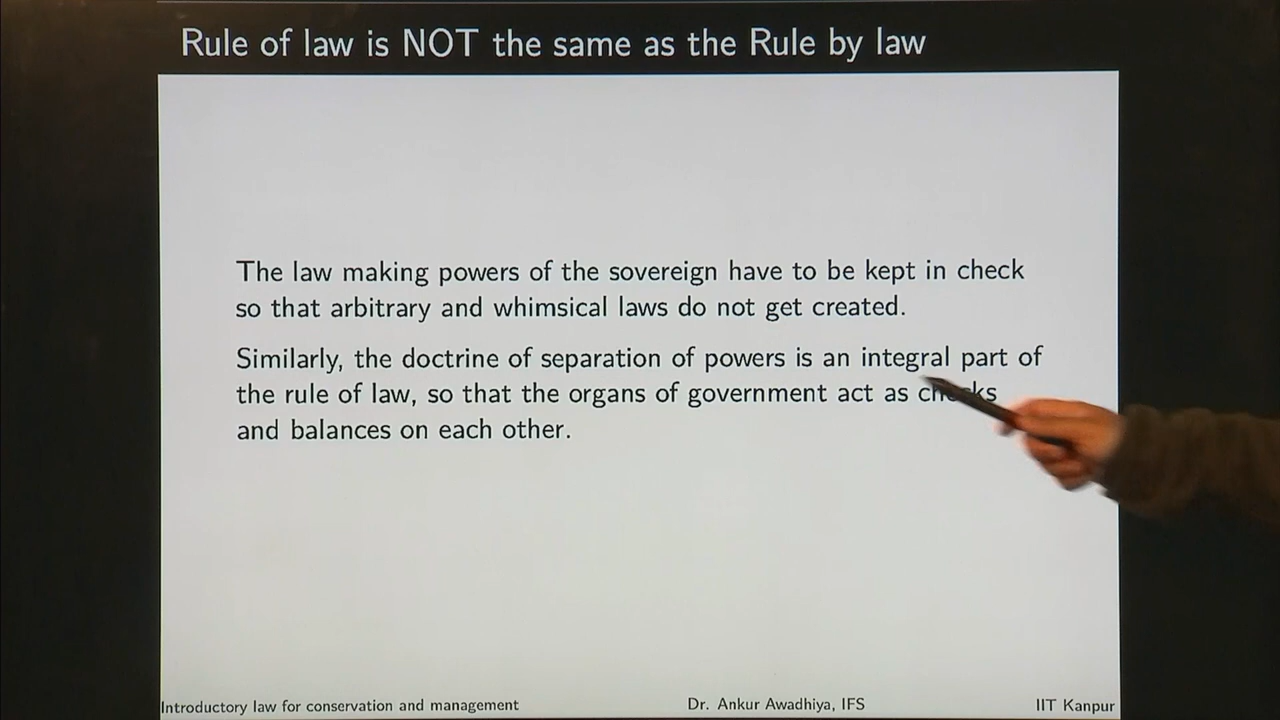 Rule of law is NOT the same as the Rule by law
The law making powers of the sovereign have to be kept in check
so that arbitrary and whimsical laws do not get created.
Similarly, the doctrine of separation of powers is an integral part of
the rule of law, so that the organs of government act as checks
and balances on each other.
Introductory law for conservation and management
Dr. Ankur Awadhiya, IFS
IIT Kanpur